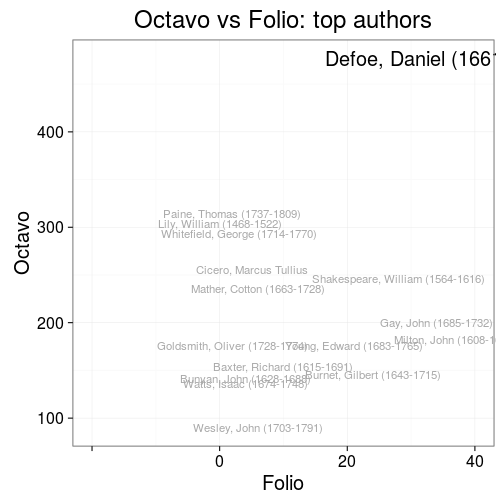 Octavo vs Folio: top authors
Defoe, Daniel (166
400
Paine, Thomas (1737-1809)
300
Lily, William (1468-1522)
Whitefield, George (1714-1770)
Octavo
Cicero, Marcus Tullius
Shakespeare, William (1564-1616)
Mather, Cotton (1663-1728)
200
Gay, John (1685-1732)
Milton, John (1608-1
Goldsmith, Oliver (1728-1774)
Young, Edward (1683-1765)
Baxter, Richard (1615-1691)
Burnet, Gilbert (1643-1715)
Bunyan, John (1628-1688)
Watts, Isaac (1674-1748)
100
Wesley, John (1703-1791)
0 20 40
Folio